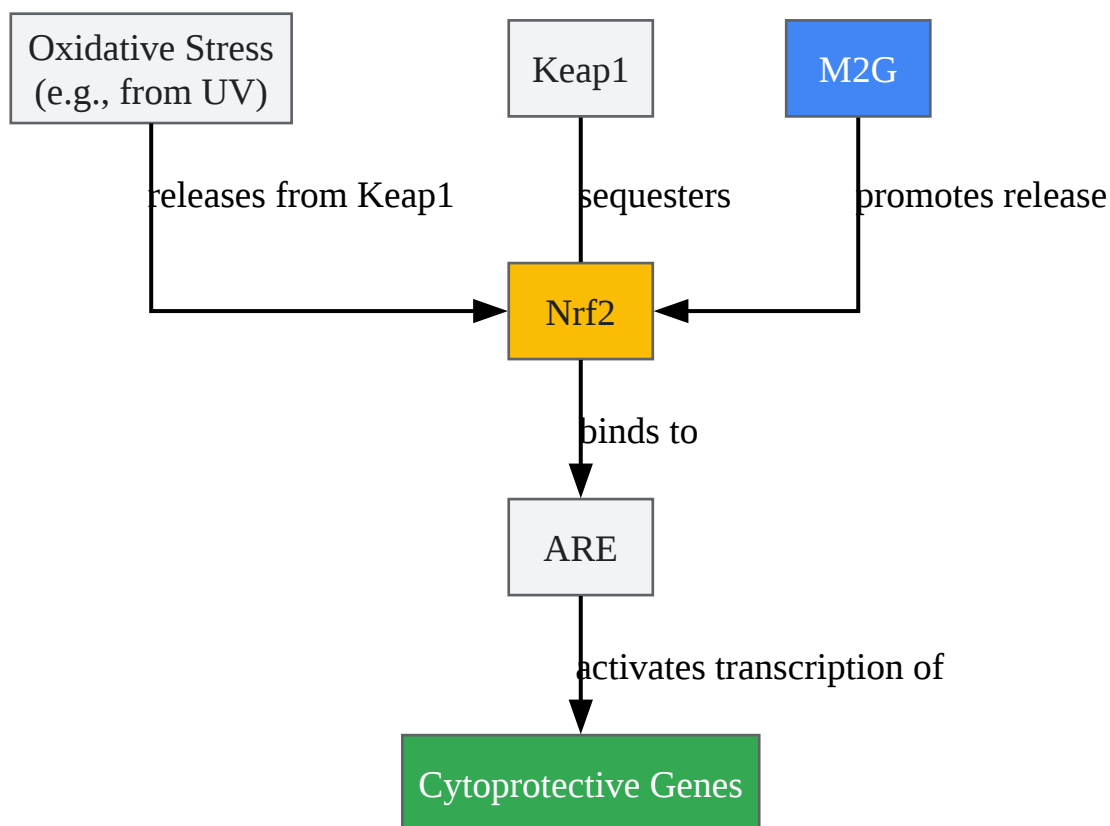 Oxidative Stress
(e.g., from UV)
Keap1
M2G
releases from Keap1
sequesters
promotes release
Nrf2
binds to
ARE
activates transcription of
Cytoprotective Genes